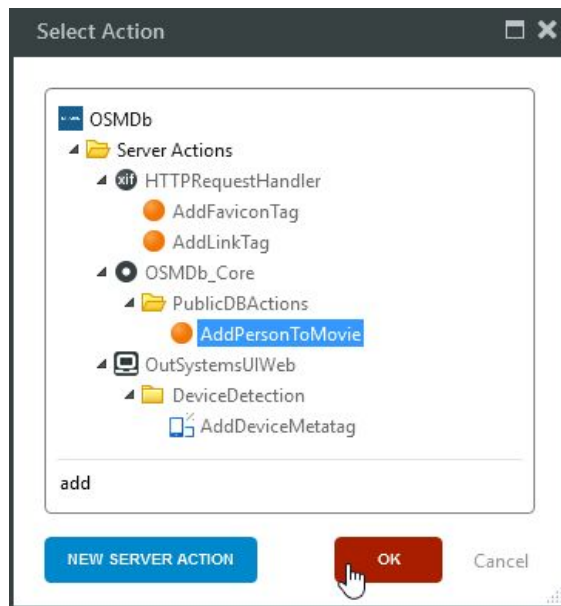 Select Action
OSMDb
Server Actions
xif HTTPRequestHandler
AddFaviconTag
AddLinkTag
OSMDb_Core
PublicDBActions
AddPersonToMovie
OutSystemsUIWeb
DeviceDetection
AddDeviceMetatag
add
NEW SERVER ACTION
OK
Cancel